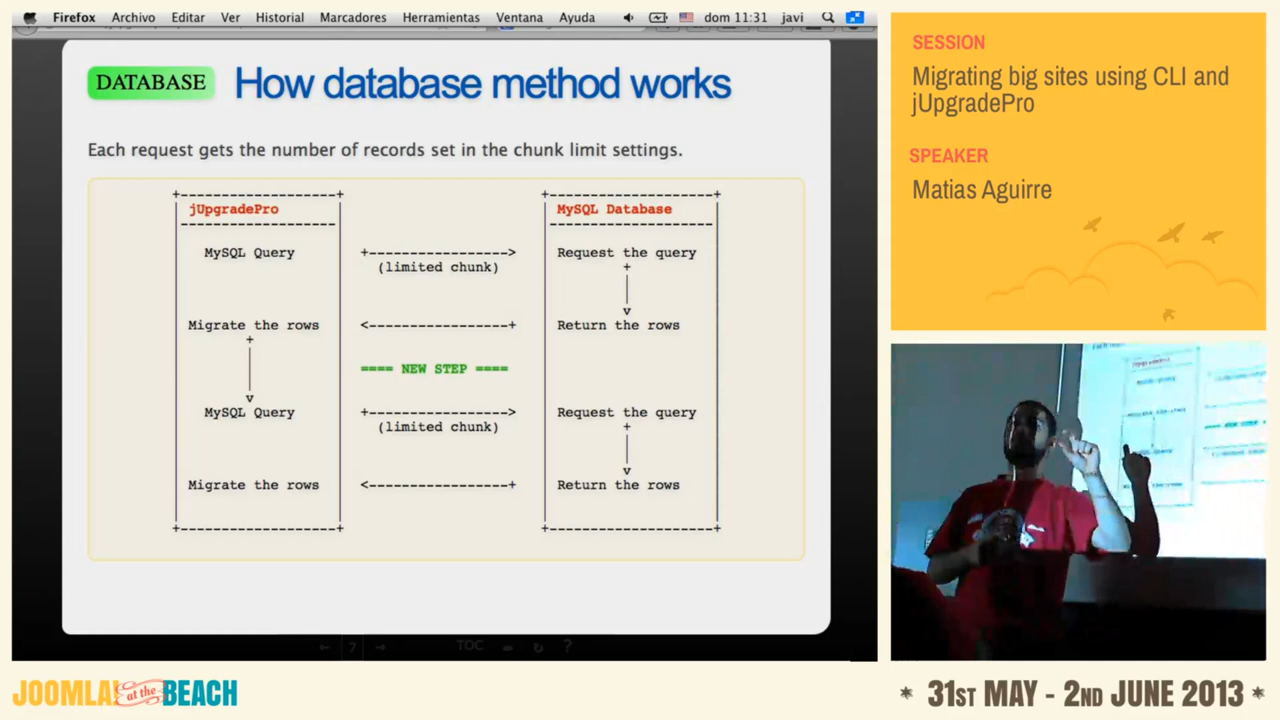 Firefox Archivo Editar Ver Historial Marcadores Herramientas Ventana Ayuda dom 11:31 javi
DATABASE How database method works
Each request gets the number of records set in the chunk limit settings.
jUpgradePro MySQL Database
MySQL Query Request the query
(limited chunk)
Migrate the rows Return the rows
==== NEW STEP ====
MySQL Query Request the query
(limited chunk)
Migrate the rows Return the rows
7 TOC ?
SESSION
Migrating big sites using CLI and
jUpgradePro
SPEAKER
Matias Aguirre
JOOMLA! at the BEACH
* 31ST MAY - 2ND JUNE 2013 *